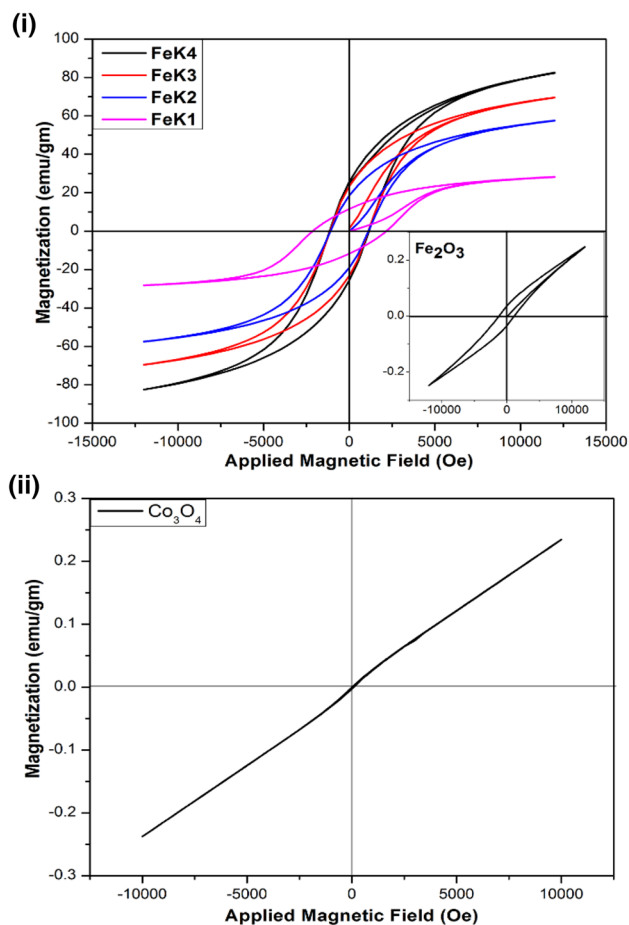 (i)
100
80
60
40
20
0
-20
-40
-60
-80
-100
Magnetization (emu/gm)
FeK4
FeK3
FeK2
FeK1
Fe₂O₃
0.2
0.0
-0.2
-10000 0 10000
-15000 -10000 -5000 0 5000 10000 15000
Applied Magnetic Field (Oe)
(ii)
0.3
0.2
0.1
0.0
-0.1
-0.2
-0.3
Magnetization (emu/gm)
Co₃O₄
-10000 -5000 0 5000 10000
Applied Magnetic Field (Oe)